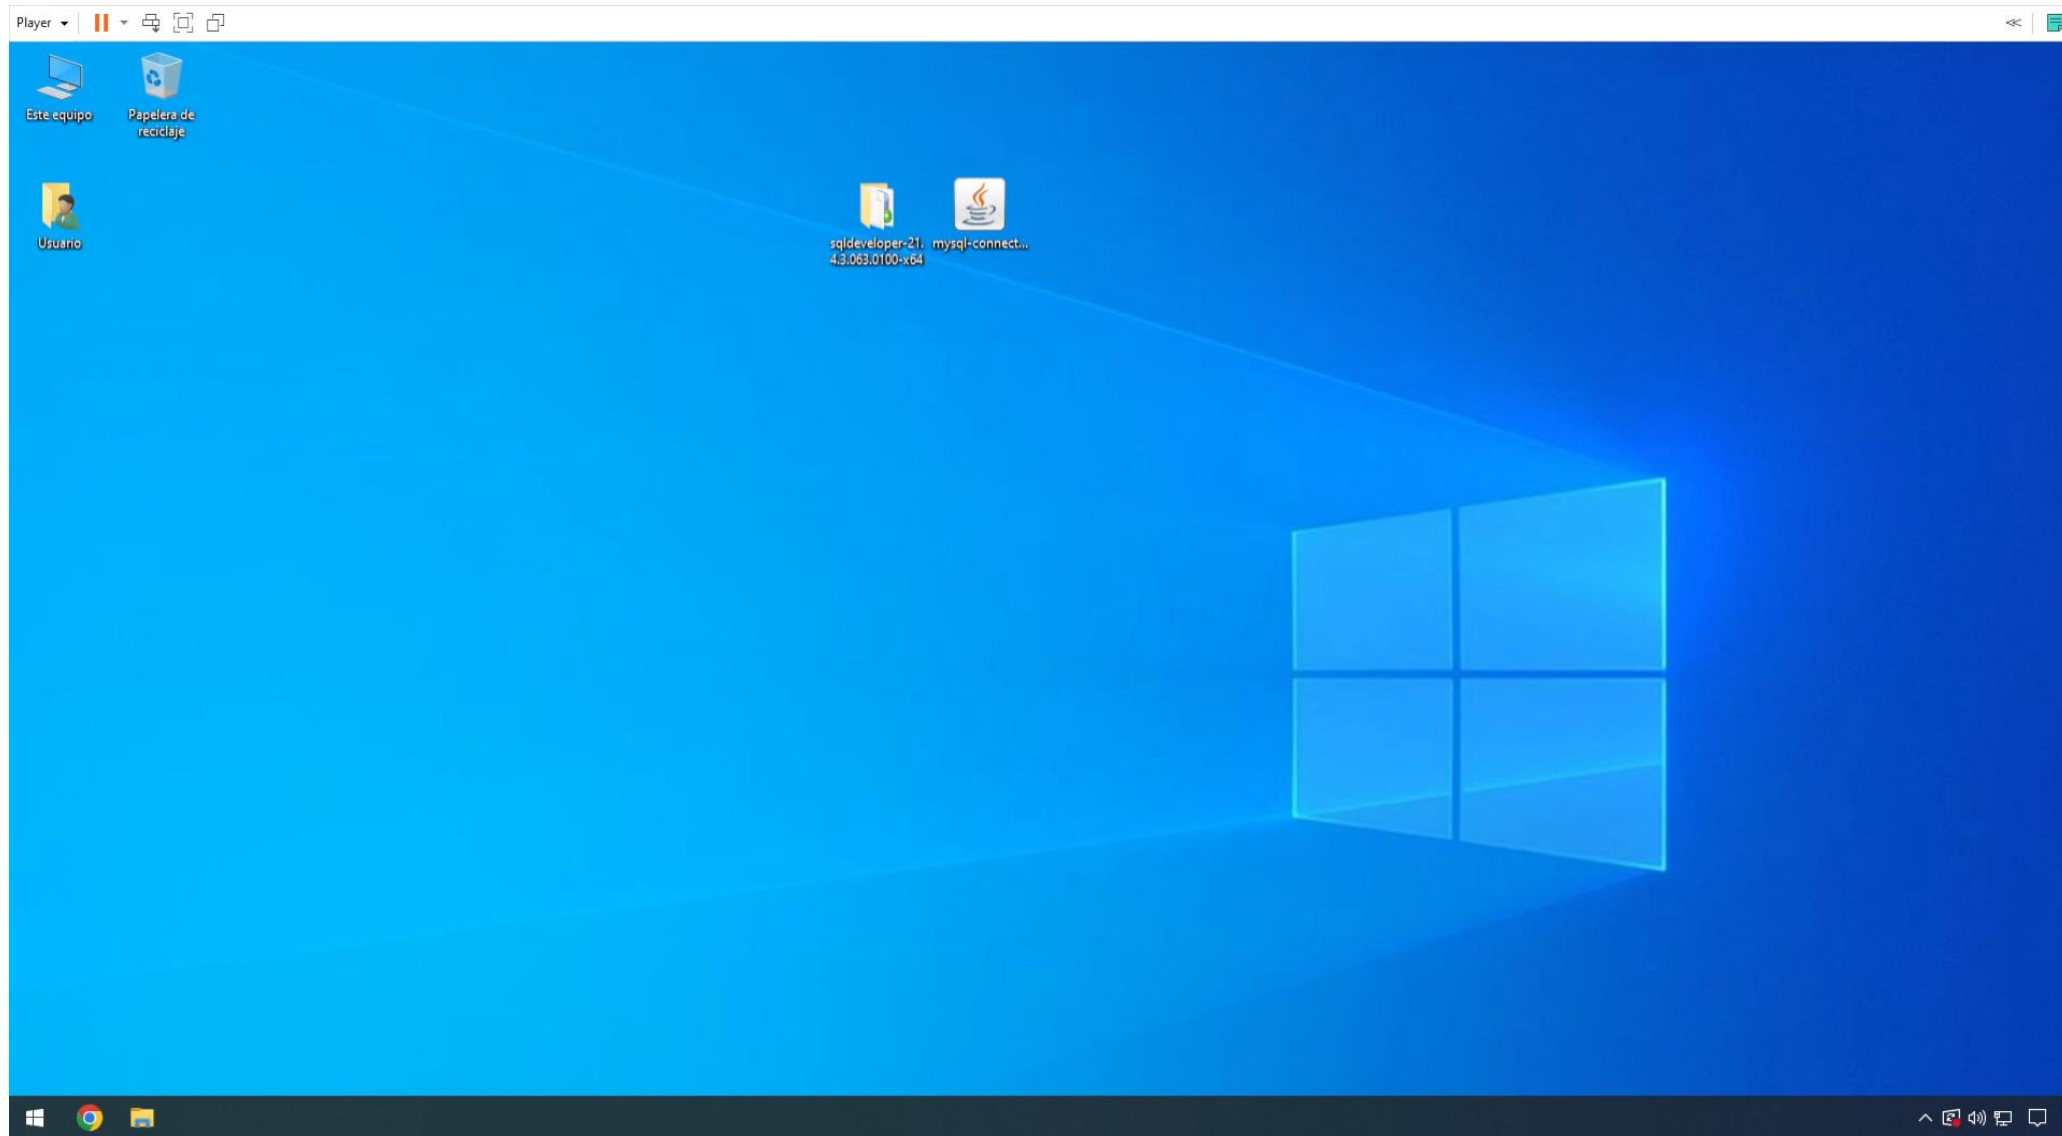 Player
Este equipo
Papelera de
reciclaje
Usuario
sqldeveloper-21.
4.3.063.0100-x64
mysql-connect...